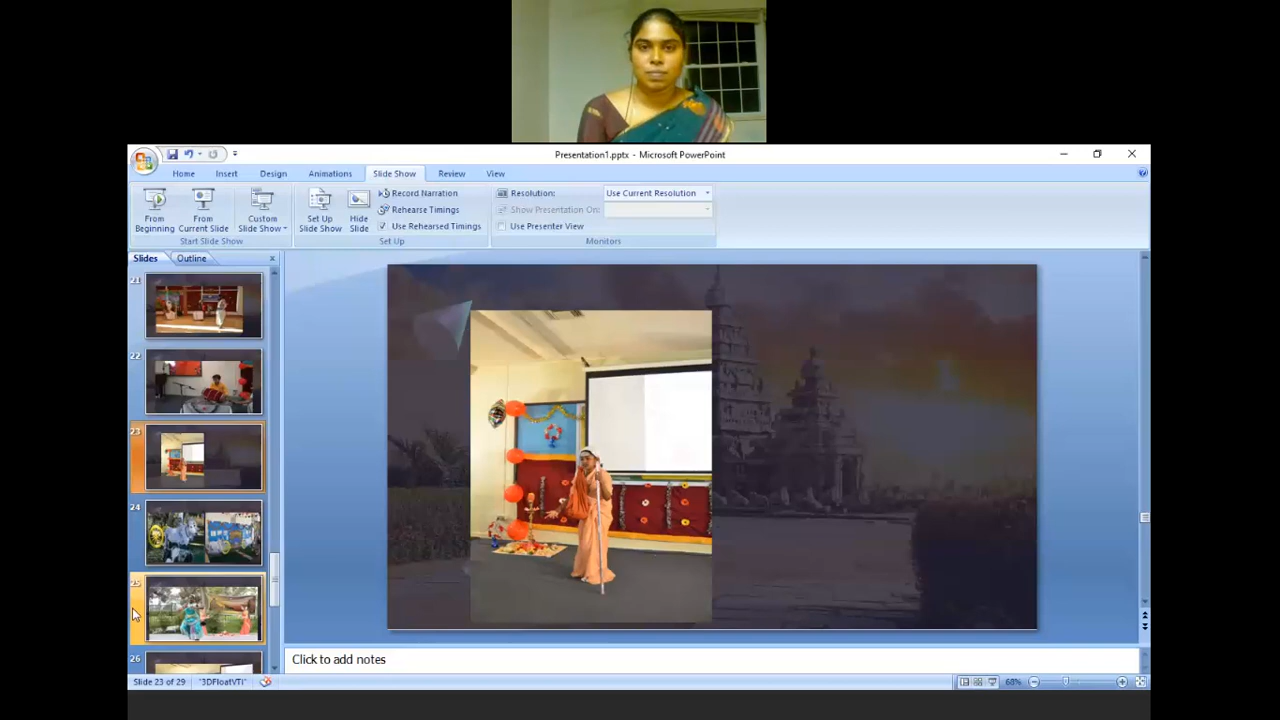 Presentation1.pptx - Microsoft PowerPoint
Home Insert Design Animations Slide Show Review View
From Beginning
From Current Slide
Custom Slide Show
Start Slide Show
Set Up Slide Show
Hide Slide
Record Narration
Rehearse Timings
Use Rehearsed Timings
Set Up
Resolution: Use Current Resolution
Show Presentation On:
Use Presenter View
Monitors
Slides Outline
21
22
23
24
25
26
Click to add notes
Slide 23 of 29 "3DFloatVTI" 68%